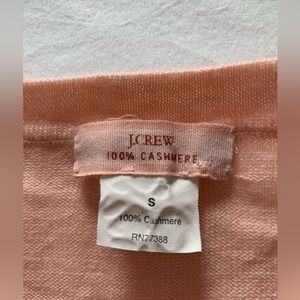 J.CREW
100% CASHMERE
S
100% Cashmere
RN77388